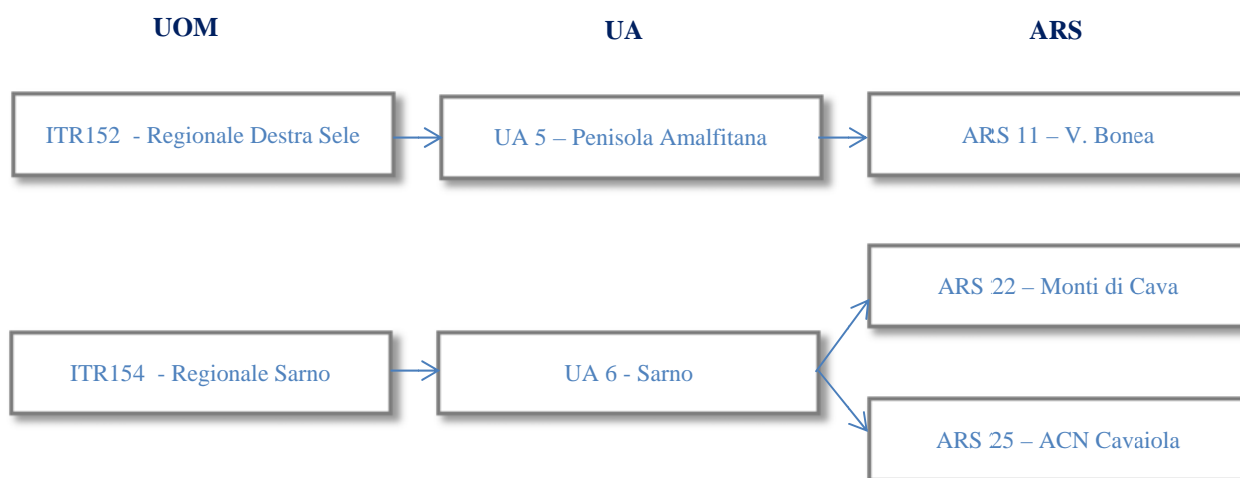 UOM UA ARS
ITR152 - Regionale Destra Sele UA 5 – Penisola Amalfitana ARS 11 – V. Bonea
ARS 22 – Monti di Cava
ITR154 - Regionale Sarno UA 6 - Sarno
ARS 25 – ACN Cavaiola